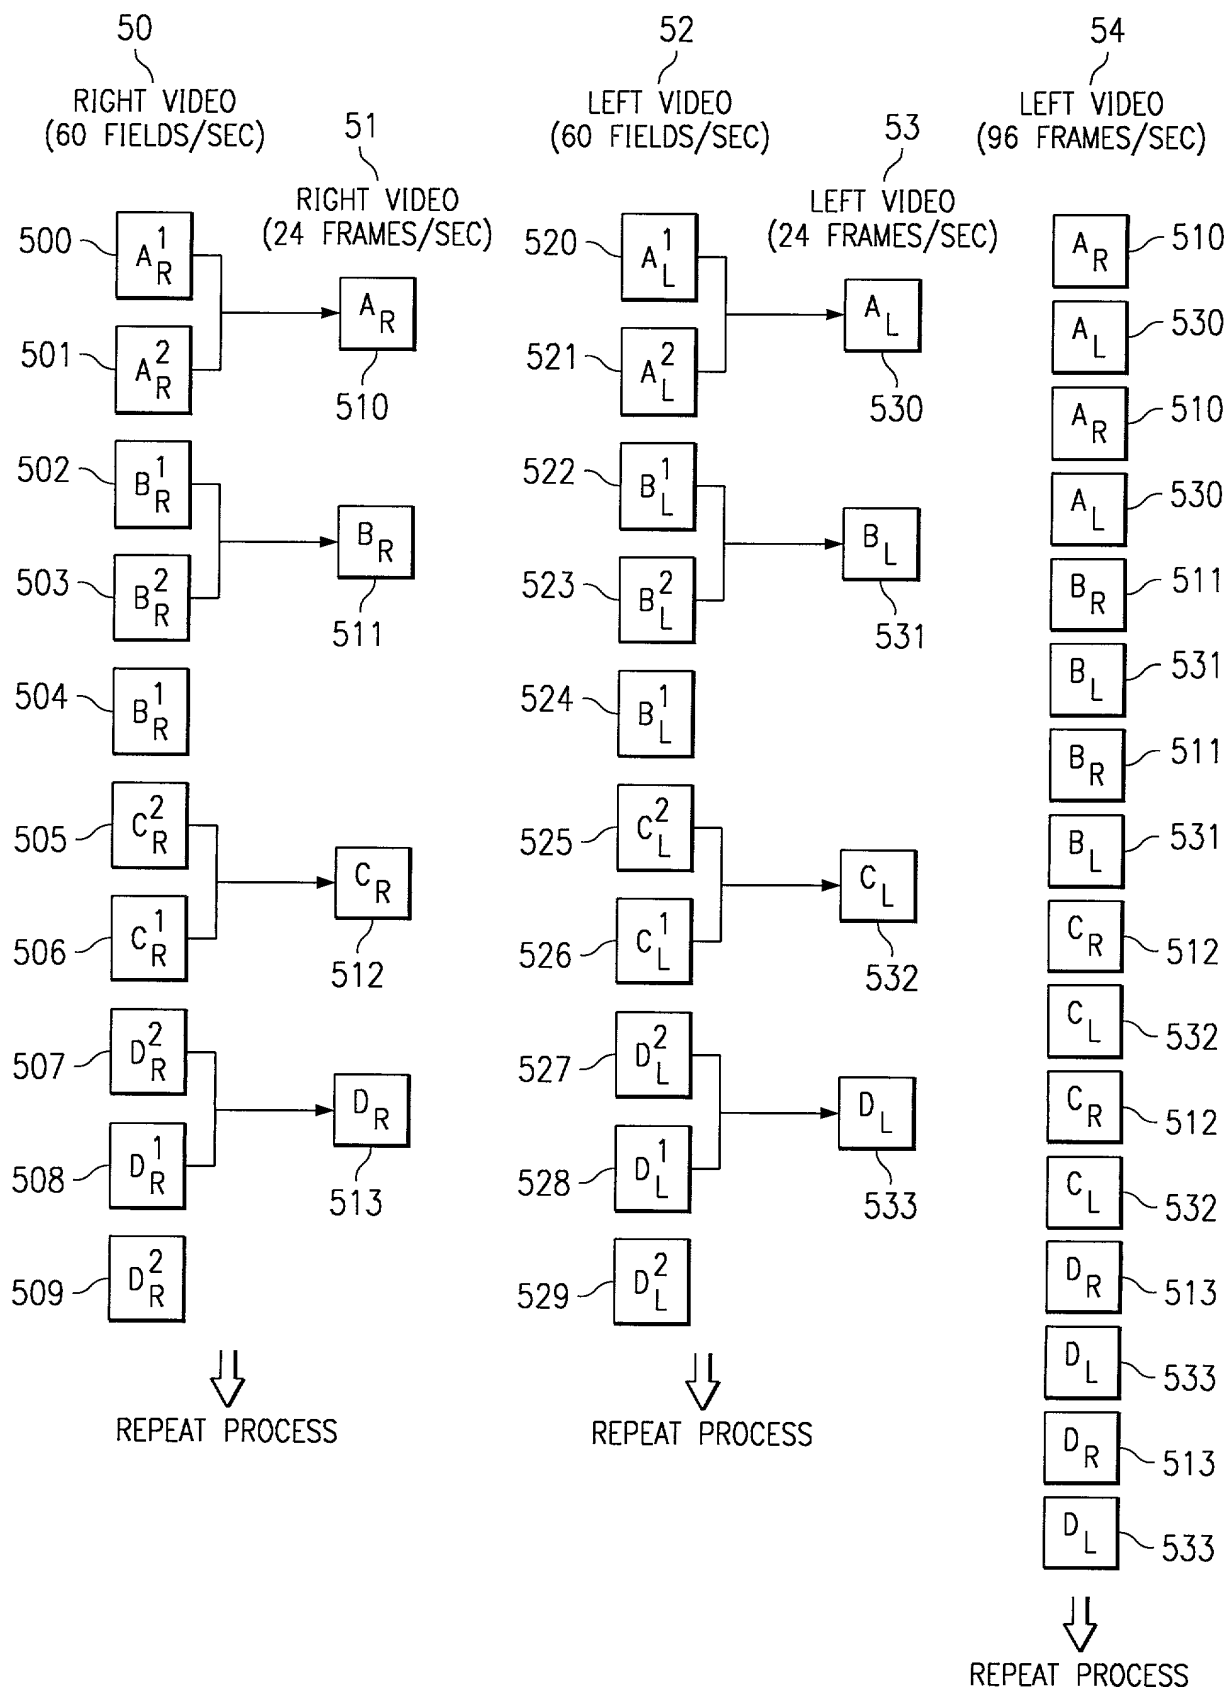 50
RIGHT VIDEO
(60 FIELDS/SEC)
500
A¹R
501
A²R
502
B¹R
503
B²R
504
B¹R
505
C²R
506
C¹R
507
D²R
508
D¹R
509
D²R
REPEAT PROCESS
51
RIGHT VIDEO
(24 FRAMES/SEC)
AR
510
BR
511
CR
512
DR
513
52
LEFT VIDEO
(60 FIELDS/SEC)
520
A¹L
521
A²L
522
B¹L
523
B²L
524
B¹L
525
C²L
526
C¹L
527
D²L
528
D¹L
529
D²L
REPEAT PROCESS
53
LEFT VIDEO
(24 FRAMES/SEC)
AL
530
BL
531
CL
532
DL
533
54
LEFT VIDEO
(96 FRAMES/SEC)
AR 510
AL 530
AR 510
AL 530
BR 511
BL 531
BR 511
BL 531
CR 512
CL 532
CR 512
CL 532
DR 513
DL 533
DR 513
DL 533
REPEAT PROCESS